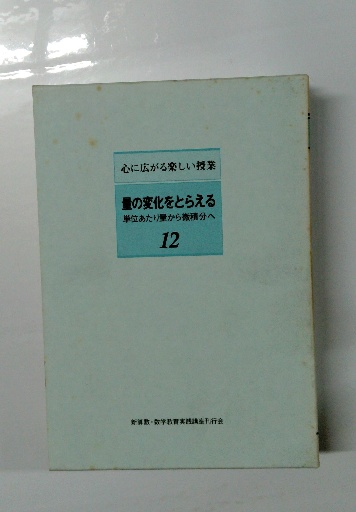 心に広がる楽しい授業
量の変化をとらえる
単位あたり量から微積分へ
12
新算数・数学教育実践講座刊行会